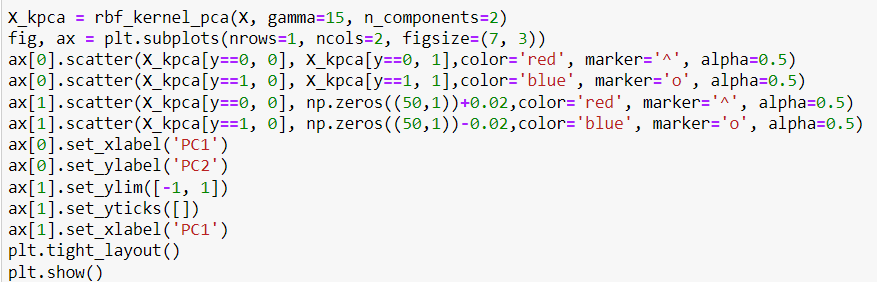 X_kpca = rbf_kernel_pca(X, gamma=15, n_components=2)
fig, ax = plt.subplots(nrows=1, ncols=2, figsize=(7, 3))
ax[0].scatter(X_kpca[y==0, 0], X_kpca[y==0, 1],color='red', marker='^', alpha=0.5)
ax[0].scatter(X_kpca[y==1, 0], X_kpca[y==1, 1],color='blue', marker='o', alpha=0.5)
ax[1].scatter(X_kpca[y==0, 0], np.zeros((50,1))+0.02,color='red', marker='^', alpha=0.5)
ax[1].scatter(X_kpca[y==1, 0], np.zeros((50,1))-0.02,color='blue', marker='o', alpha=0.5)
ax[0].set_xlabel('PC1')
ax[0].set_ylabel('PC2')
ax[1].set_ylim([-1, 1])
ax[1].set_yticks([])
ax[1].set_xlabel('PC1')
plt.tight_layout()
plt.show()